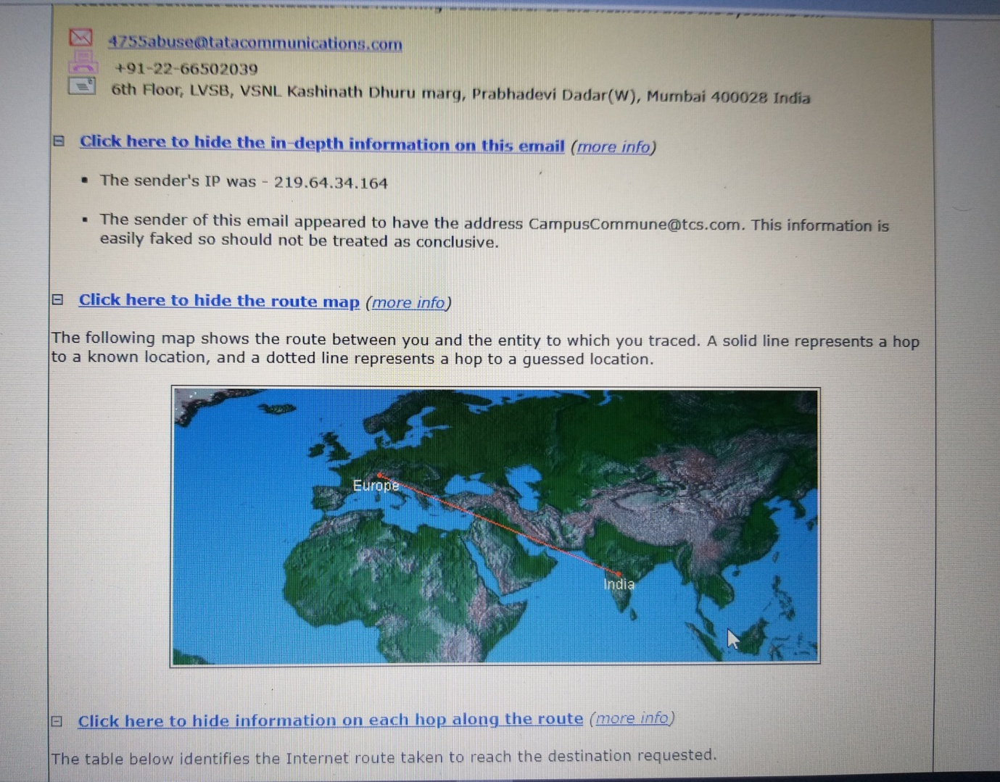 4755abuse@tatacommunications.com
+91-22-66502039
6th Floor, LVSB, VSNL Kashinath Dhuru marg, Prabhadevi Dadar(W), Mumbai 400028 India
Click here to hide the in-depth information on this email (more info)
The sender's IP was - 219.64.34.164
The sender of this email appeared to have the address CampusCommune@tcs.com. This information is
easily faked so should not be treated as conclusive.
Click here to hide the route map (more info)
The following map shows the route between you and the entity to which you traced. A solid line represents a hop
to a known location, and a dotted line represents a hop to a guessed location.
Europe
India
Click here to hide information on each hop along the route (more info)
The table below identifies the Internet route taken to reach the destination requested.